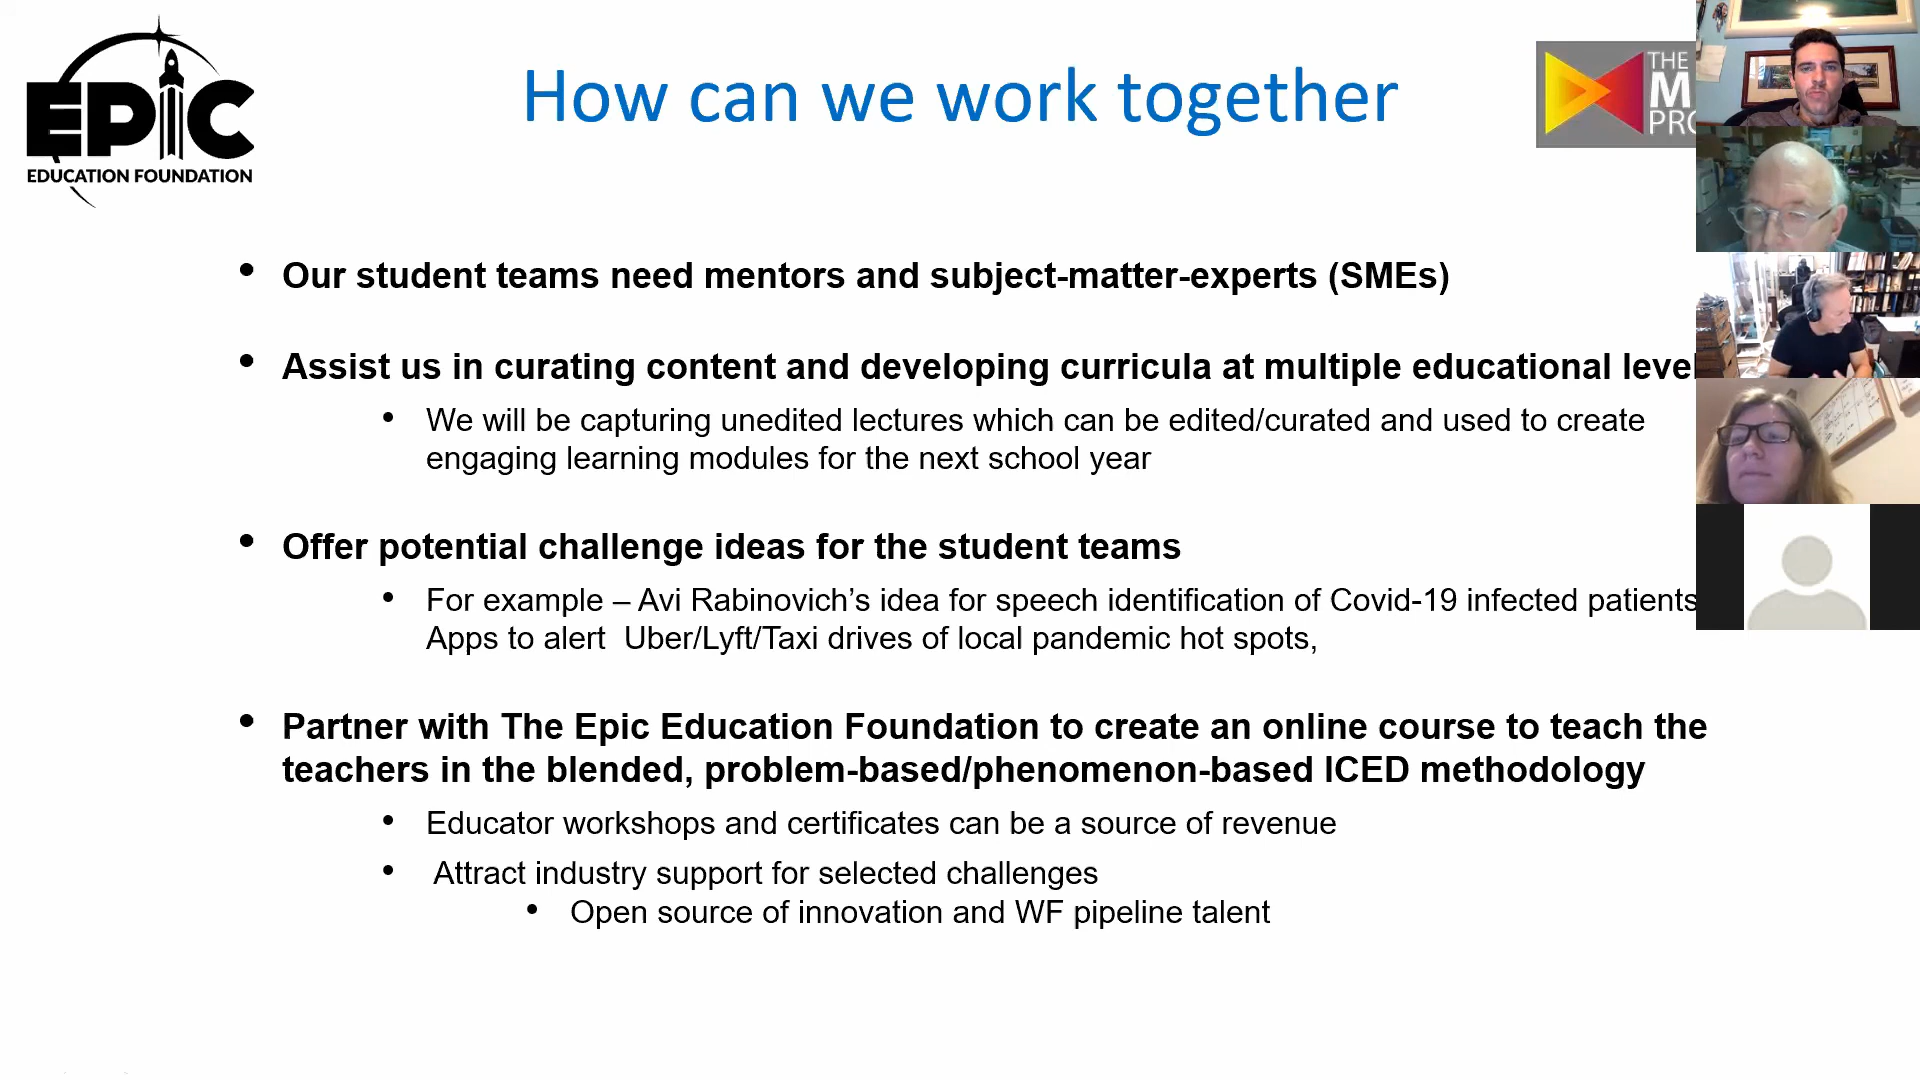 EPIC
EDUCATION FOUNDATION
How can we work together
THE
• Our student teams need mentors and subject-matter-experts (SMEs)
• Assist us in curating content and developing curricula at multiple educational level
• We will be capturing unedited lectures which can be edited/curated and used to create
engaging learning modules for the next school year
• Offer potential challenge ideas for the student teams
• For example – Avi Rabinovich’s idea for speech identification of Covid-19 infected patients
Apps to alert  Uber/Lyft/Taxi drives of local pandemic hot spots,
• Partner with The Epic Education Foundation to create an online course to teach the
teachers in the blended, problem-based/phenomenon-based ICED methodology
• Educator workshops and certificates can be a source of revenue
• Attract industry support for selected challenges
• Open source of innovation and WF pipeline talent